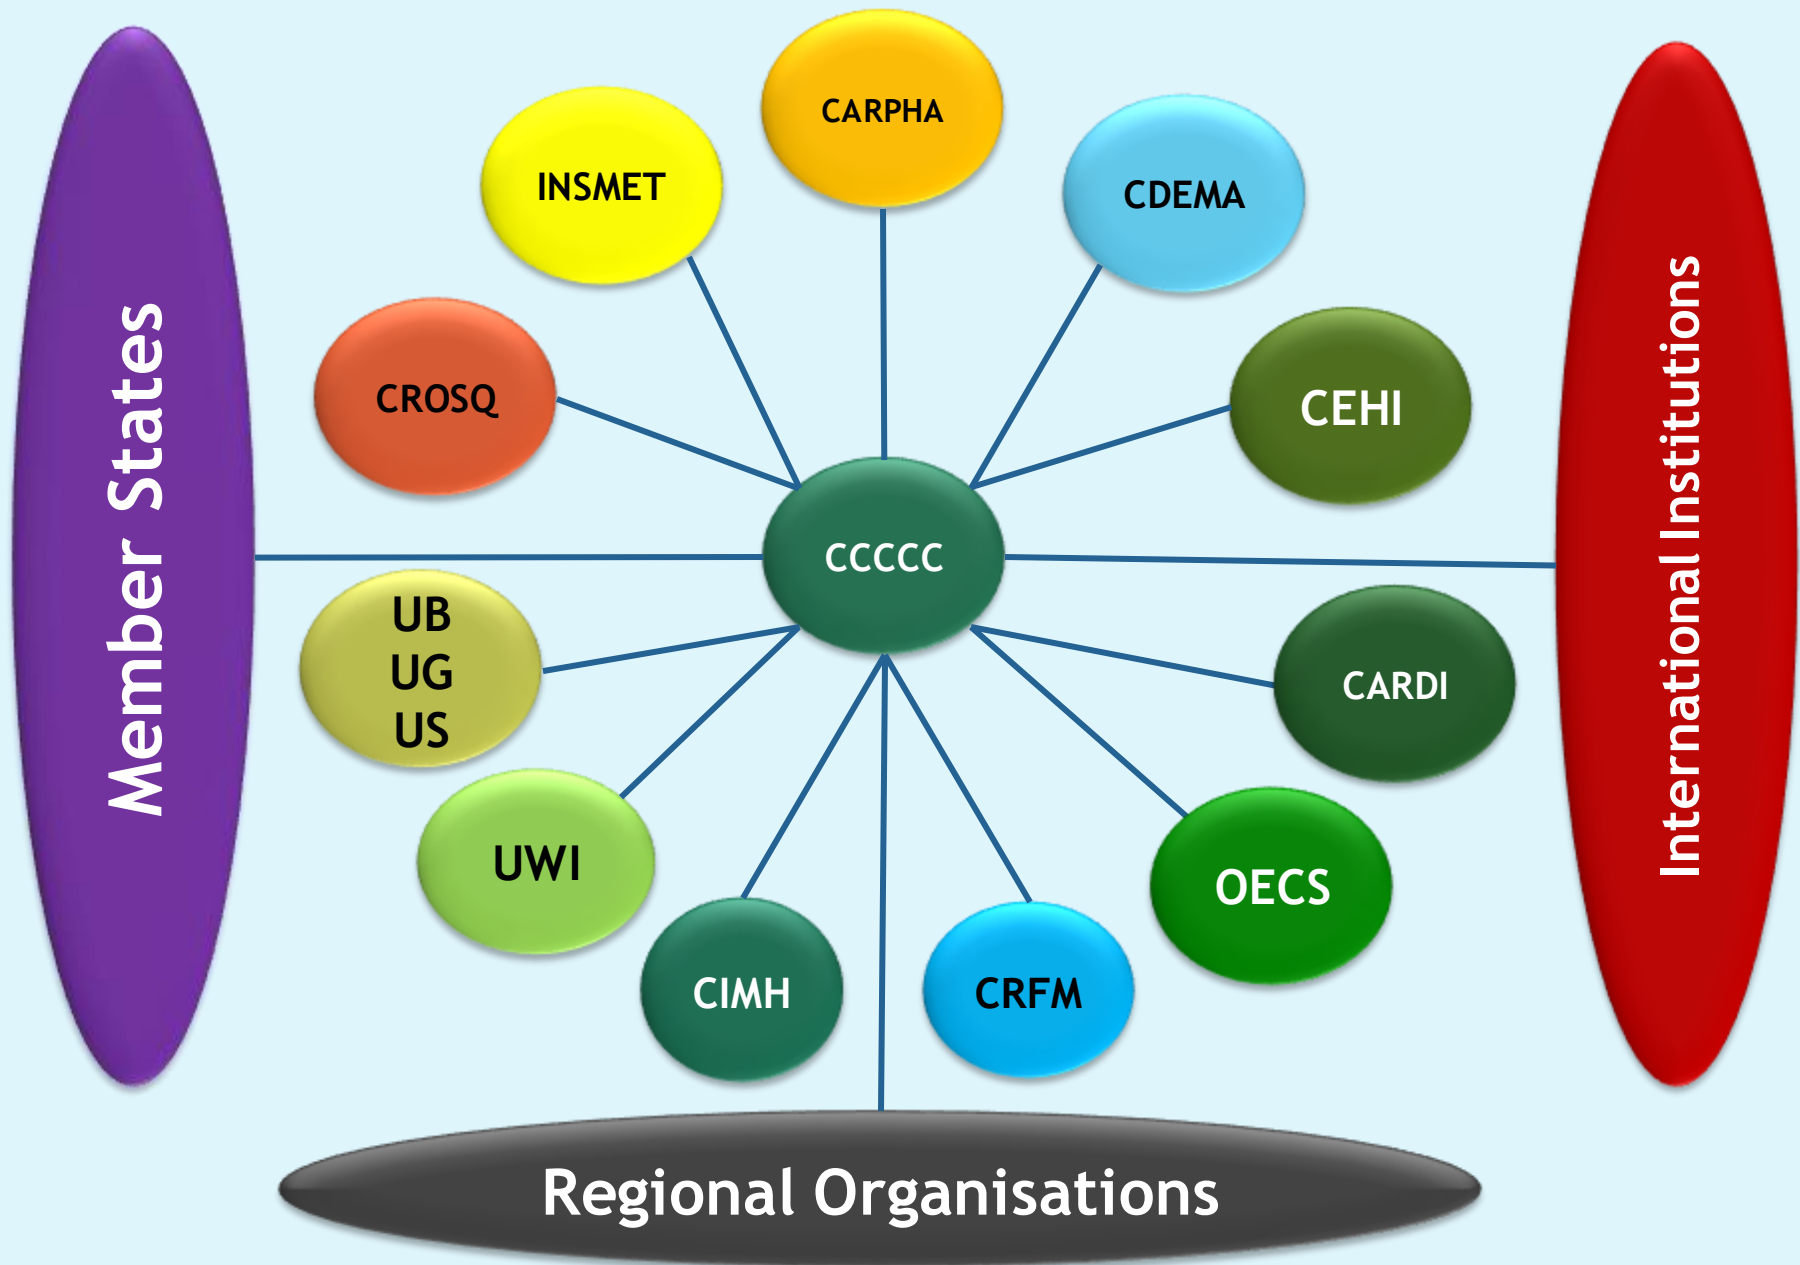 CARPHA
INSMET
CDEMA
CROSQ
CEHI
Member States
International Institutions
CCCCC
UB
UG
US
CARDI
UWI
OECS
CIMH
CRFM
Regional Organisations